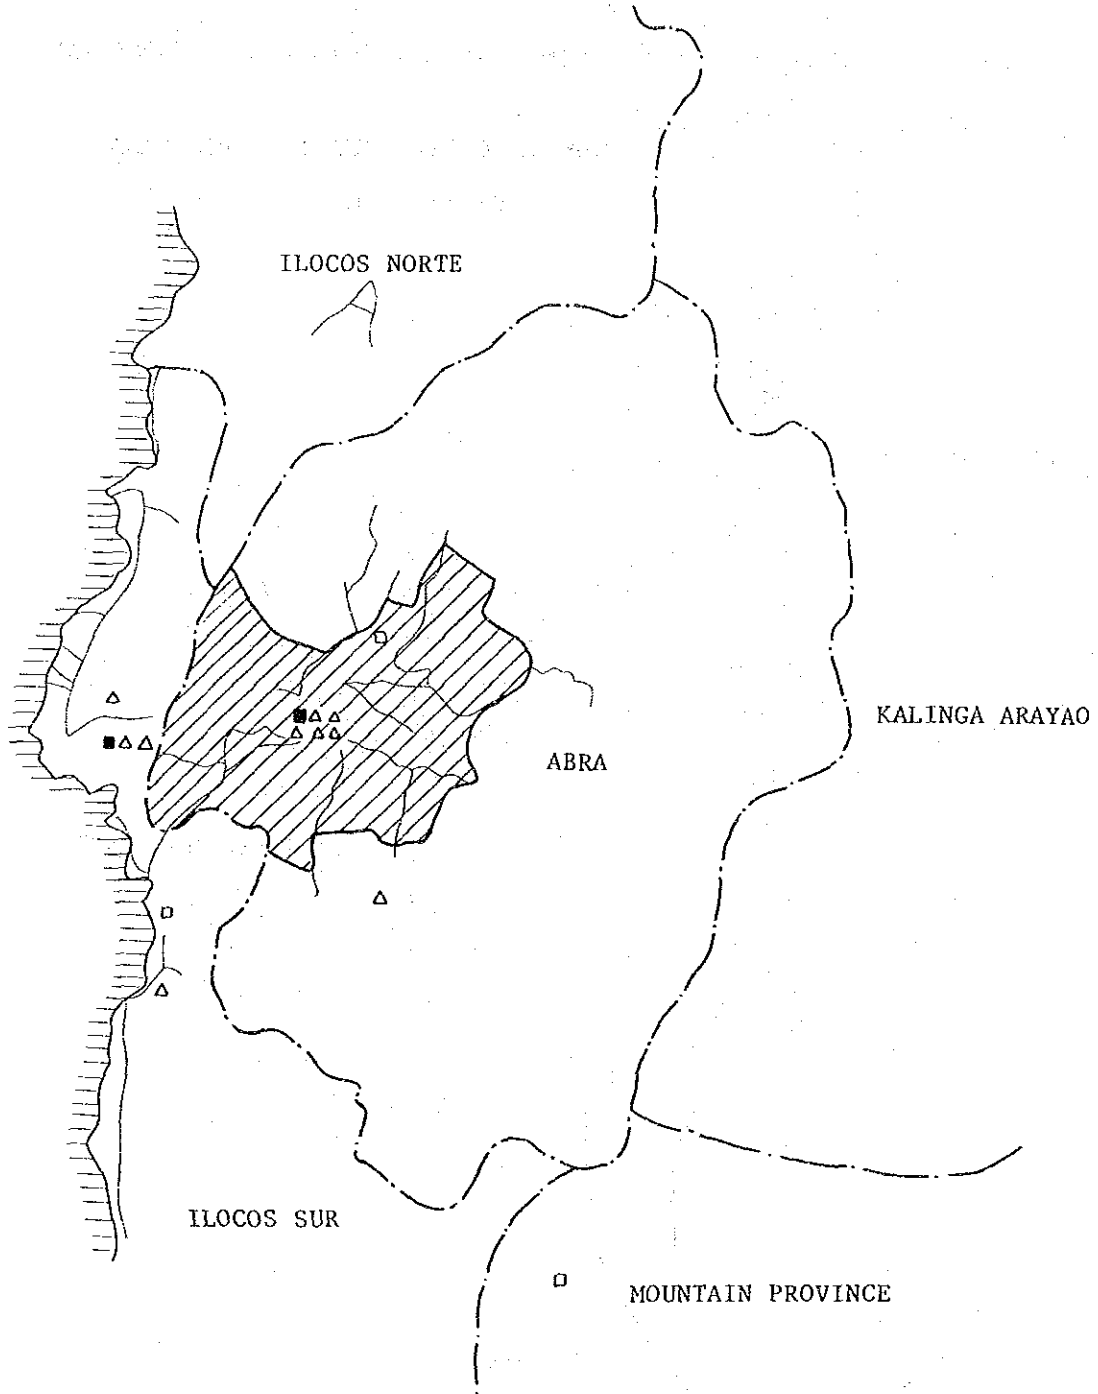 ILOCOS NORTE
KALINGA ARAYAO
ABRA
ILOCOS SUR
MOUNTAIN PROVINCE